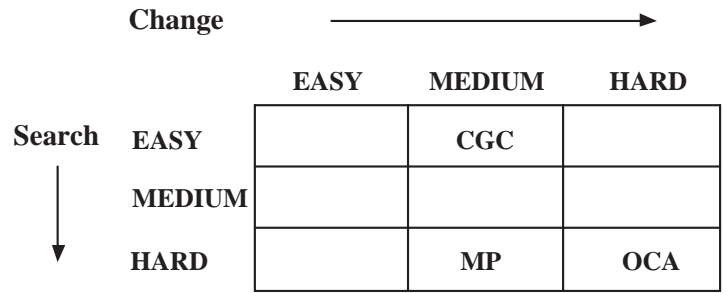 Change
EASY MEDIUM HARD
Search EASY CGC
MEDIUM
HARD MP OCA